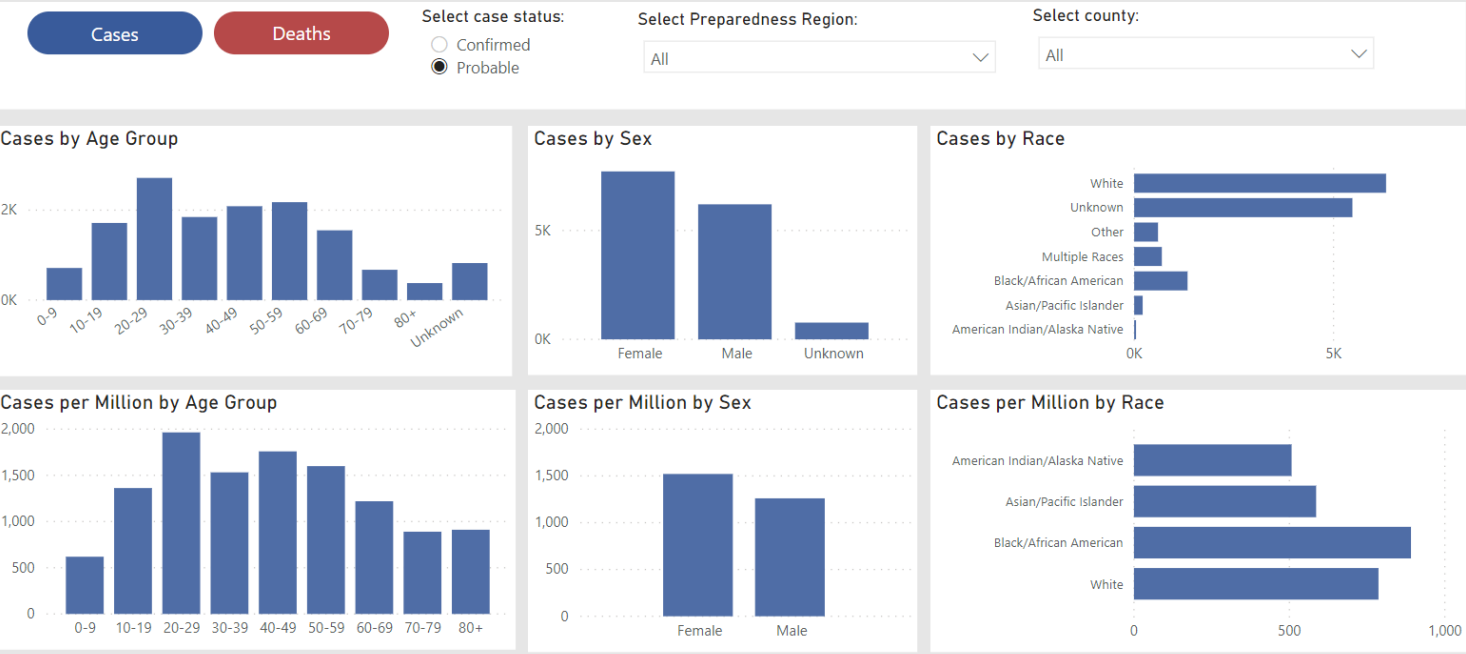 Cases
Deaths
Select case status:
Confirmed
Probable
Select Preparedness Region:
All
Select county:
All
Cases by Age Group
2K
0K
0-9
10-19
20-29
30-39
40-49
50-59
60-69
70-79
80+
Unknown
Cases by Sex
5K
0K
Female
Male
Unknown
Cases by Race
White
Unknown
Other
Multiple Races
Black/African American
Asian/Pacific Islander
American Indian/Alaska Native
0K
5K
Cases per Million by Age Group
2,000
1,500
1,000
500
0
0-9
10-19
20-29
30-39
40-49
50-59
60-69
70-79
80+
Cases per Million by Sex
2,000
1,500
1,000
500
0
Female
Male
Cases per Million by Race
American Indian/Alaska Native
Asian/Pacific Islander
Black/African American
White
0
500
1,000